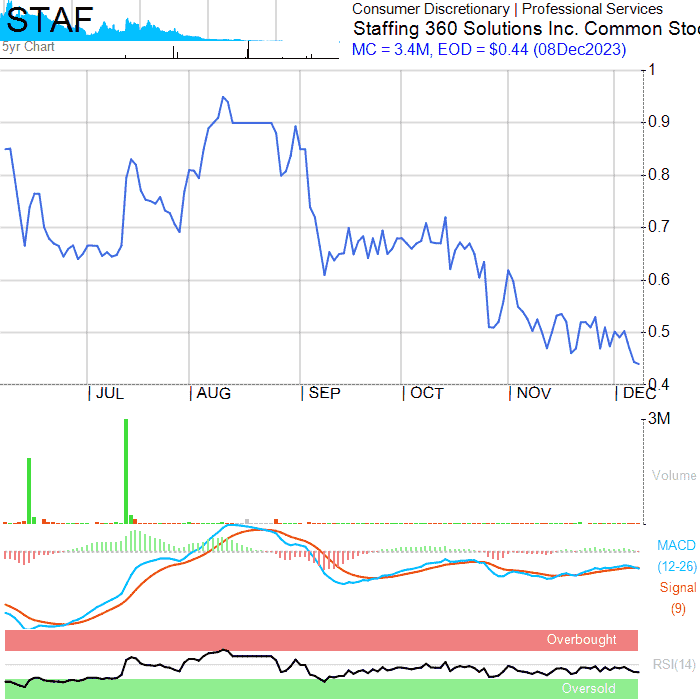 STAF
5yr Chart
Consumer Discretionary | Professional Services
Staffing 360 Solutions Inc. Common Stoc
MC = 3.4M, EOD = $0.44 (08Dec2023)
1
0.9
0.8
0.7
0.6
0.5
0.4
JUL AUG SEP OCT NOV DEC
3M
Volume
MACD
(12-26)
Signal
(9)
Overbought
RSI(14)
Oversold